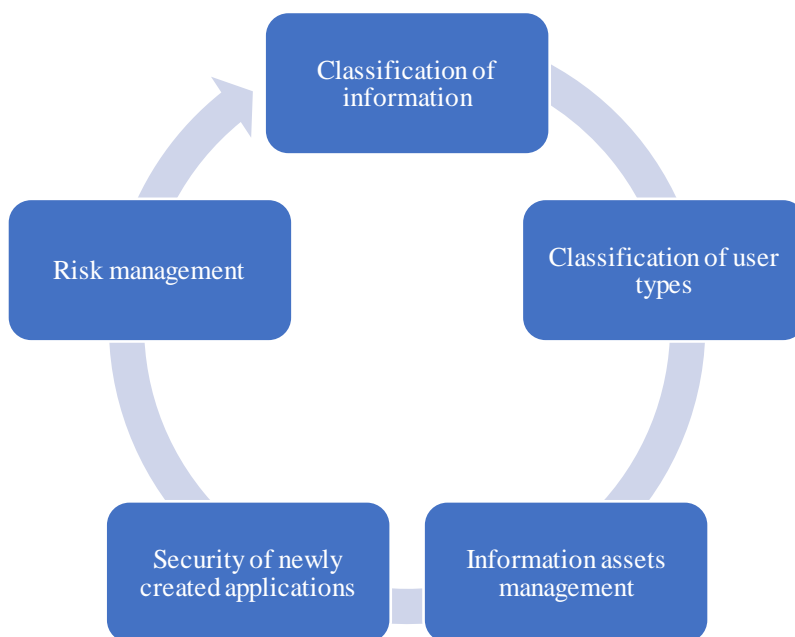 Classification of
information
Classification of user
types
Information assets
management
Security of newly
created applications
Risk management